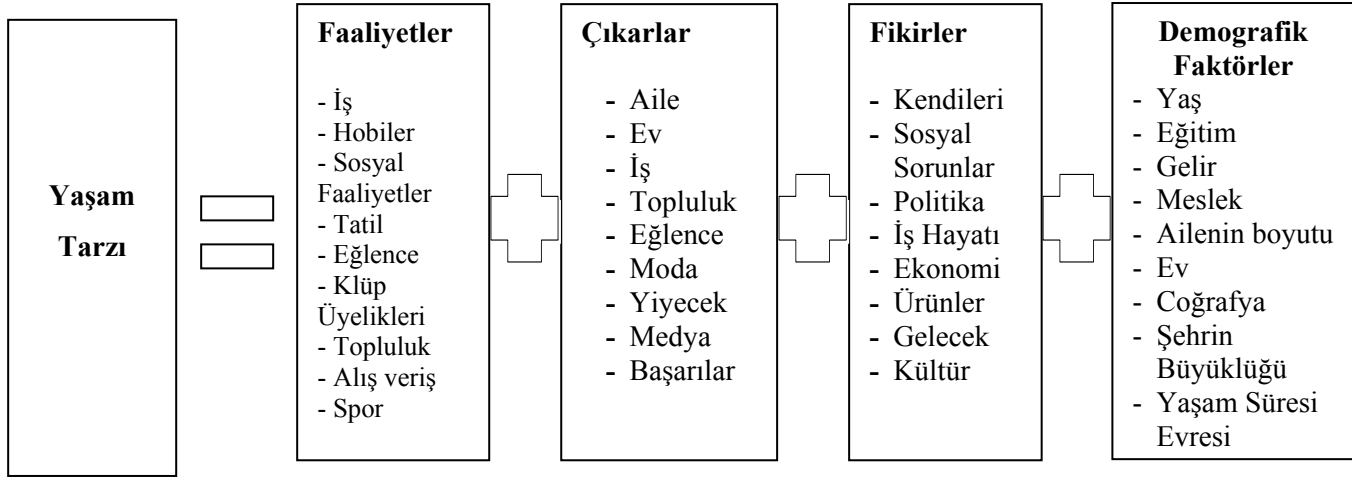 Yaşam
Tarzı
Faaliyetler
- İş
- Hobiler
- Sosyal
Faaliyetler
- Tatil
- Eğlence
- Klüp
Üyelikleri
- Topluluk
- Alış veriş
- Spor
Çıkarlar
- Aile
- Ev
- İş
- Topluluk
- Eğlence
- Moda
- Yiyecek
- Medya
- Başarılar
Fikirler
- Kendileri
- Sosyal
Sorunlar
- Politika
- İş Hayatı
- Ekonomi
- Ürünler
- Gelecek
- Kültür
Demografik
Faktörler
- Yaş
- Eğitim
- Gelir
- Meslek
- Ailenin boyutu
- Ev
- Coğrafya
- Şehrin
Büyüklüğü
- Yaşam Süresi
Evresi